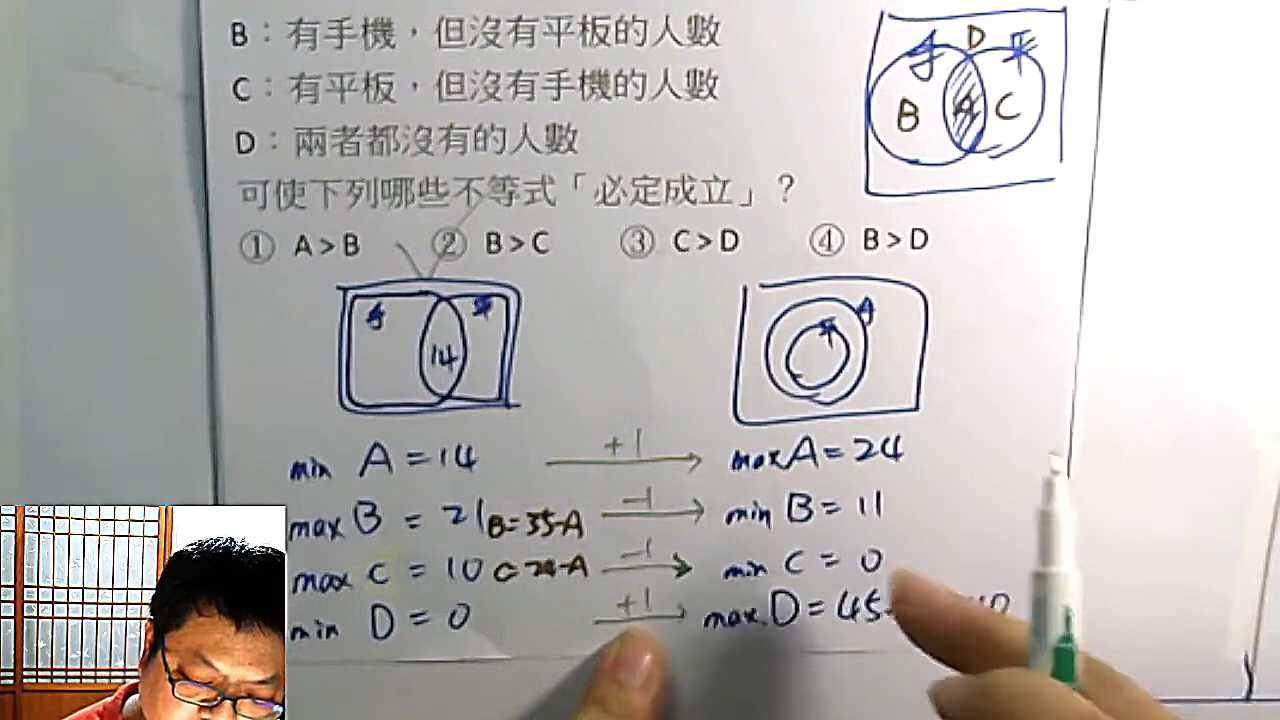 B：有手機，但沒有平板的人數
C：有平板，但沒有手機的人數
D：兩者都沒有的人數
可使下列哪些不等式「必定成立」？
① A>B ② B>C ③ C>D ④ B>D
手 D 平
B A C
手 平
14
平 手
min A=14 +1 max A=24
max B = 21 B=35-A -1 min B=11
max C = 10 C=24-A -1 min C=0
min D = 0 +1 max D=45